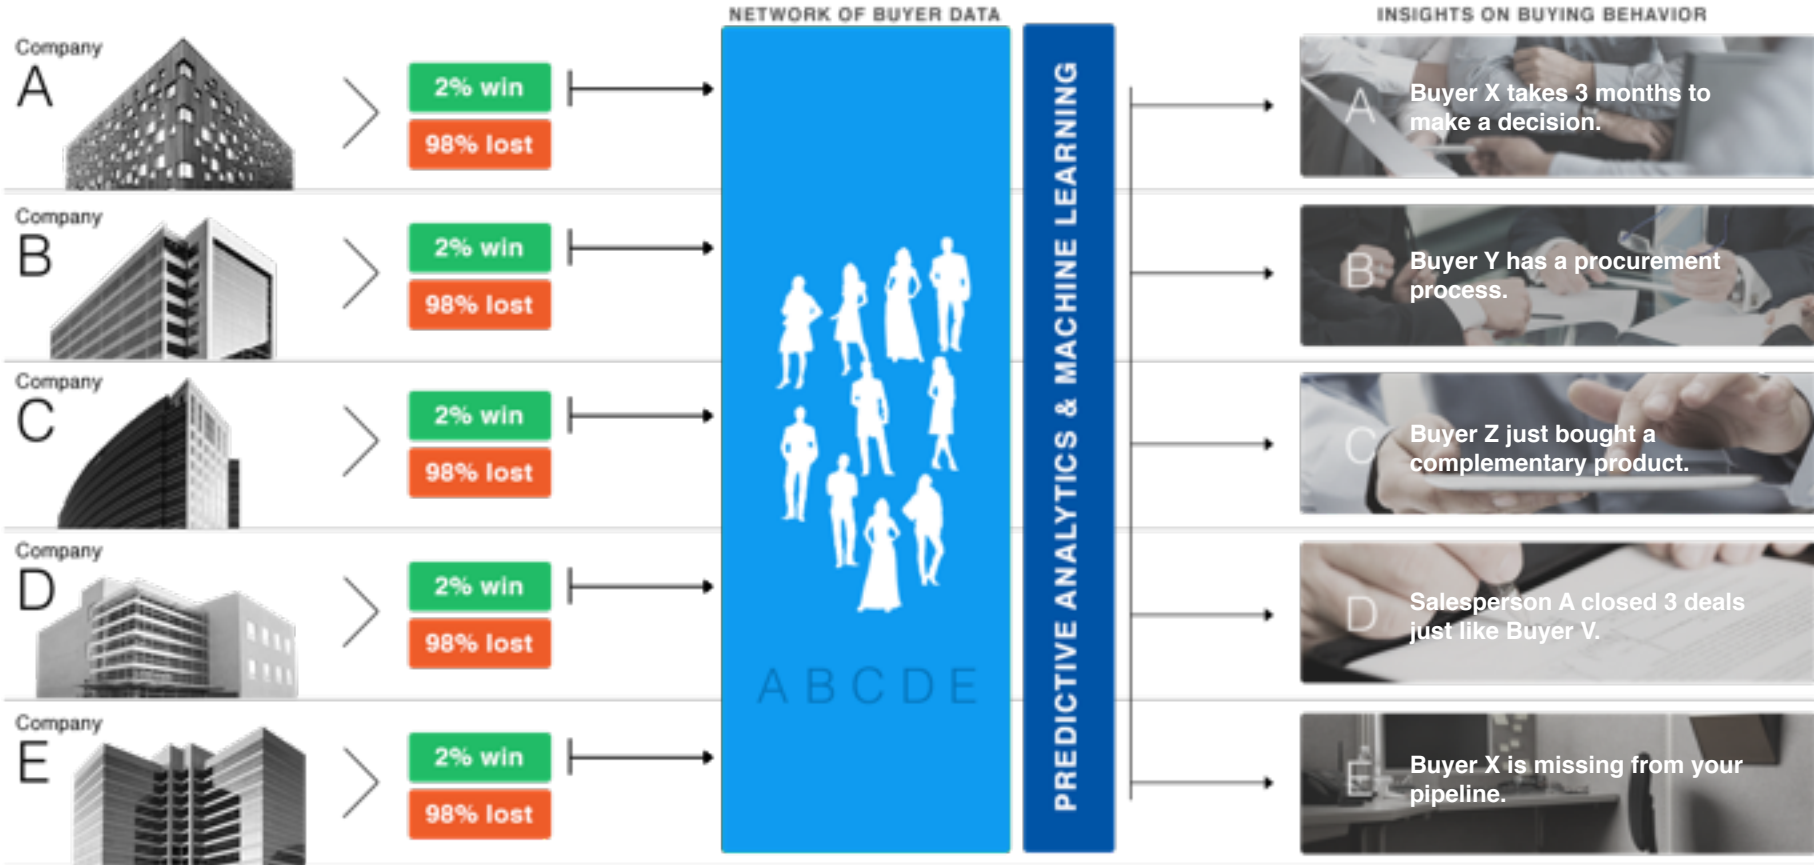 NETWORK OF BUYER DATA
INSIGHTS ON BUYING BEHAVIOR
Company
A
2% win
98% lost
Company
B
2% win
98% lost
Company
C
2% win
98% lost
Company
D
2% win
98% lost
Company
E
2% win
98% lost
A B C D E
PREDICTIVE ANALYTICS & MACHINE LEARNING
A
Buyer X takes 3 months to
make a decision.
B
Buyer Y has a procurement
process.
C
Buyer Z just bought a
complementary product.
D
Salesperson A closed 3 deals
just like Buyer V.
E
Buyer X is missing from your
pipeline.